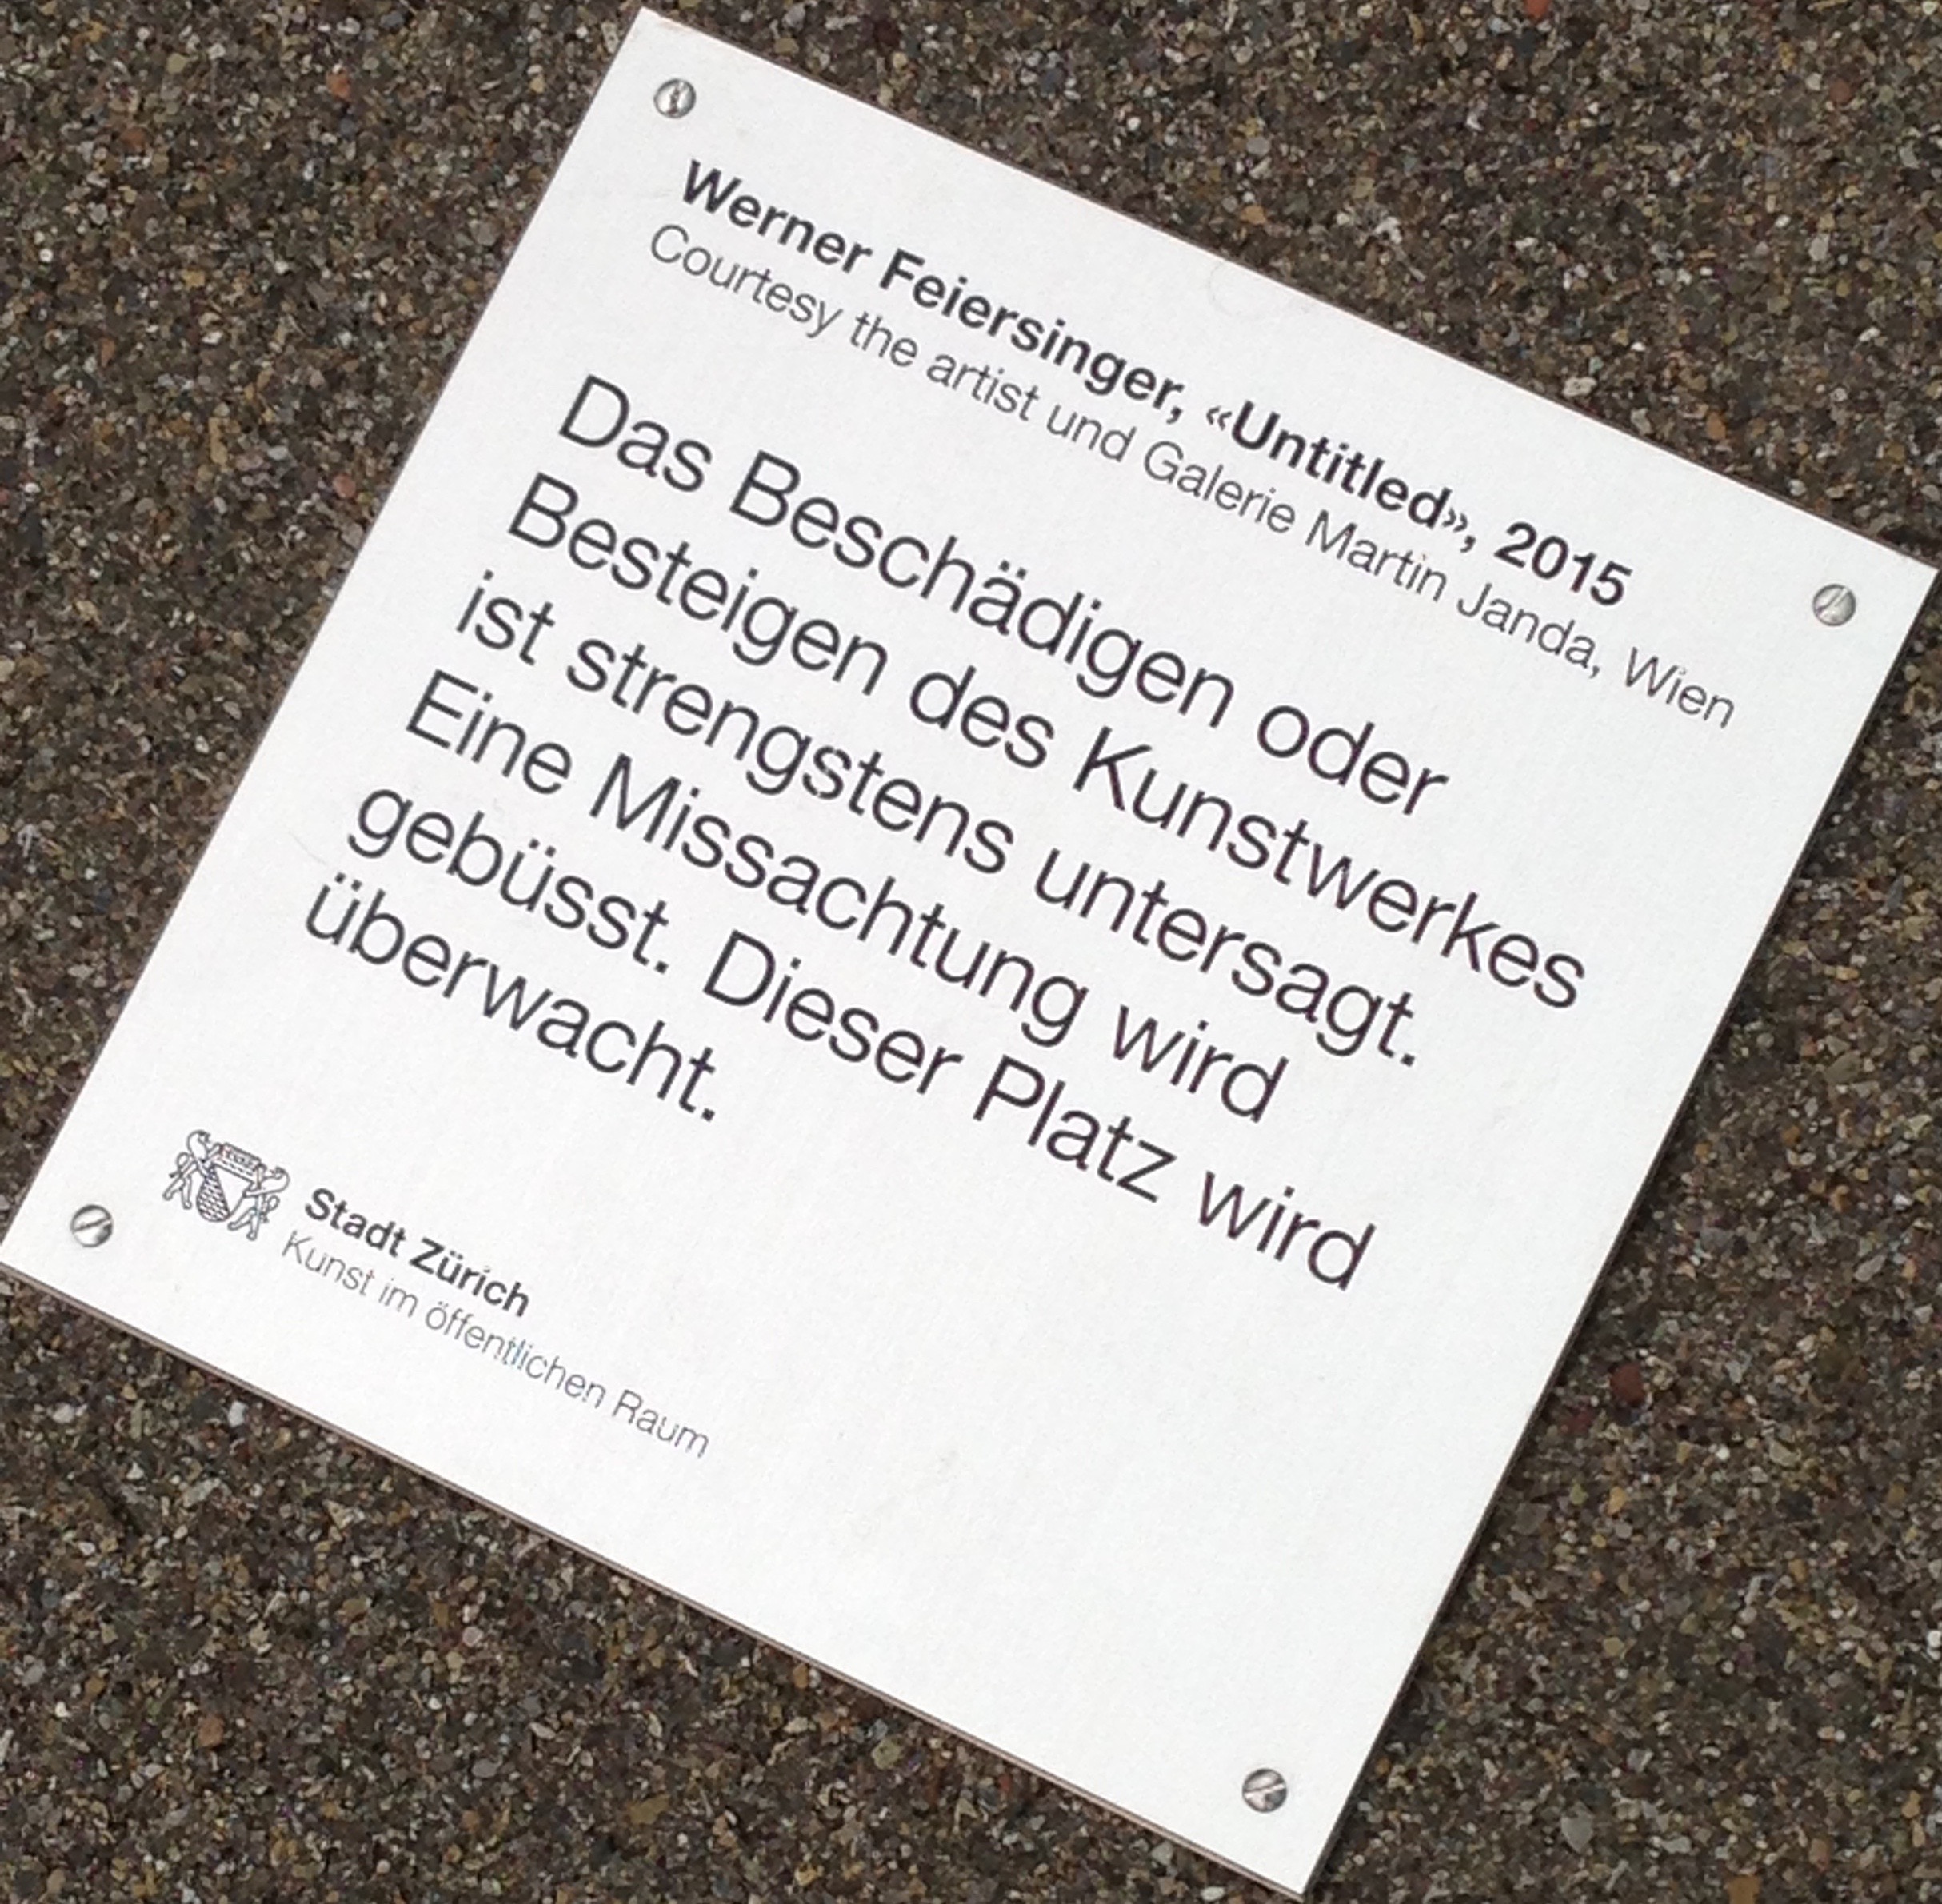 Werner Feiersinger, «Untitled», 2015
Courtesy the artist und Galerie Martin Janda, Wien
Das Beschädigen oder
Besteigen des Kunstwerkes
ist strengstens untersagt.
Eine Missachtung wird
gebüsst. Dieser Platz wird
überwacht.
Stadt Zürich
Kunst im öffentlichen Raum